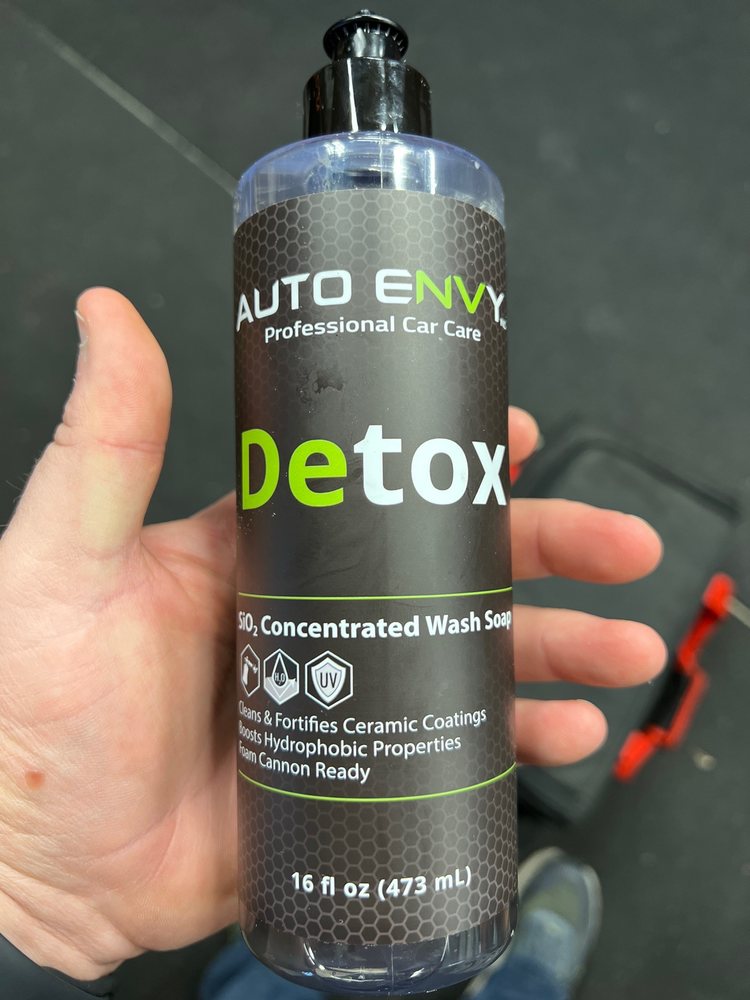 AUTO ENVY
Professional Car Care
Detox
SiO₂ Concentrated Wash Soap
H₂O
UV
Cleans & Fortifies Ceramic Coatings
Boosts Hydrophobic Properties
Foam Cannon Ready
16 fl oz (473 mL)